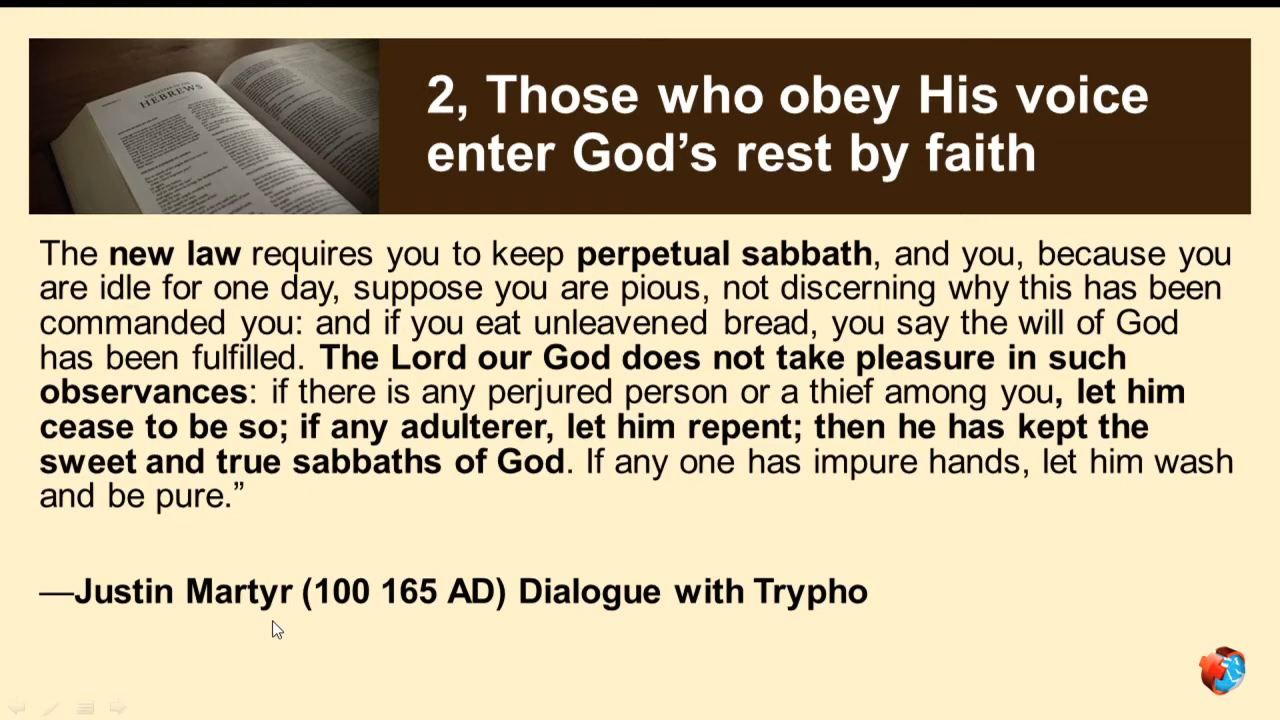 HEBREWS
2, Those who obey His voice
enter God’s rest by faith
The new law requires you to keep perpetual sabbath, and you, because you
are idle for one day, suppose you are pious, not discerning why this has been
commanded you: and if you eat unleavened bread, you say the will of God
has been fulfilled. The Lord our God does not take pleasure in such
observances: if there is any perjured person or a thief among you, let him
cease to be so; if any adulterer, let him repent; then he has kept the
sweet and true sabbaths of God. If any one has impure hands, let him wash
and be pure.”
—Justin Martyr (100 165 AD) Dialogue with Trypho